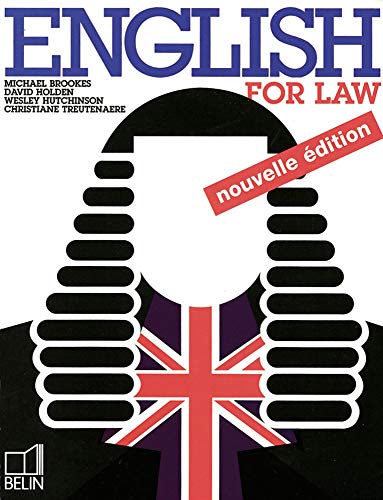 ENGLISH
FOR LAW
MICHAEL BROOKES
DAVID HOLDEN
WESLEY HUTCHINSON
CHRISTIANE TREUTENAERE
nouvelle édition
BELIN